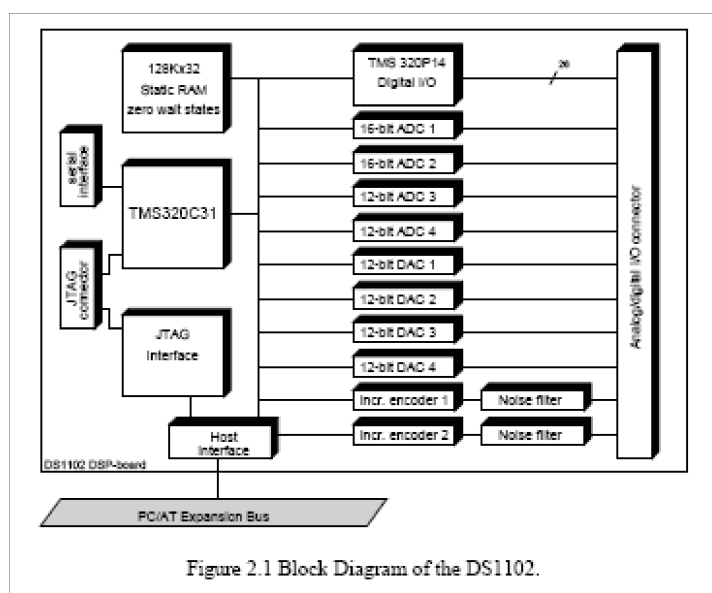 128Kx32
Static RAM
zero wait states
TMS 320P14
Digital I/O
26
serial
interface
TMS320C31
JTAG
connector
JTAG
Interface
Host
Interface
16-bit ADC 1
16-bit ADC 2
12-bit ADC 3
12-bit ADC 4
12-bit DAC 1
12-bit DAC 2
12-bit DAC 3
12-bit DAC 4
Incr. encoder 1
Noise filter
Incr. encoder 2
Noise filter
Analog/digital I/O connector
DS1102 DSP-board
PC/AT Expansion Bus
Figure 2.1 Block Diagram of the DS1102.